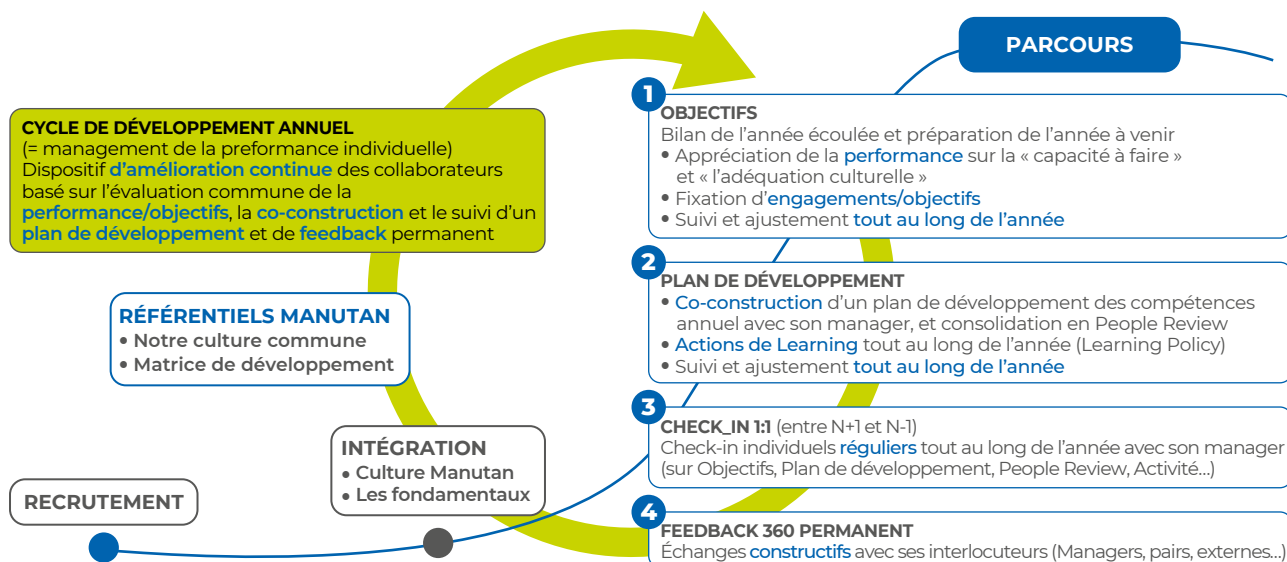 PARCOURS
CYCLE DE DÉVELOPPEMENT ANNUEL
(= management de la preformance individuelle)
Dispositif d’amélioration continue des collaborateurs
basé sur l’évaluation commune de la
performance/objectifs, la co-construction et le suivi d’un
plan de développement et de feedback permanent
RÉFÉRENTIELS MANUTAN
• Notre culture commune
• Matrice de développement
INTÉGRATION
• Culture Manutan
• Les fondamentaux
RECRUTEMENT
1
OBJECTIFS
Bilan de l’année écoulée et préparation de l’année à venir
• Appréciation de la performance sur la « capacité à faire »
et « l’adéquation culturelle »
• Fixation d’engagements/objectifs
• Suivi et ajustement tout au long de l’année
2
PLAN DE DÉVELOPPEMENT
• Co-construction d’un plan de développement des compétences
annuel avec son manager, et consolidation en People Review
• Actions de Learning tout au long de l’année (Learning Policy)
• Suivi et ajustement tout au long de l’année
3
CHECK_IN 1:1 (entre N+1 et N-1)
Check-in individuels réguliers tout au long de l’année avec son manager
(sur Objectifs, Plan de développement, People Review, Activité...)
4
FEEDBACK 360 PERMANENT
Échanges constructifs avec ses interlocuteurs (Managers, pairs, externes...)